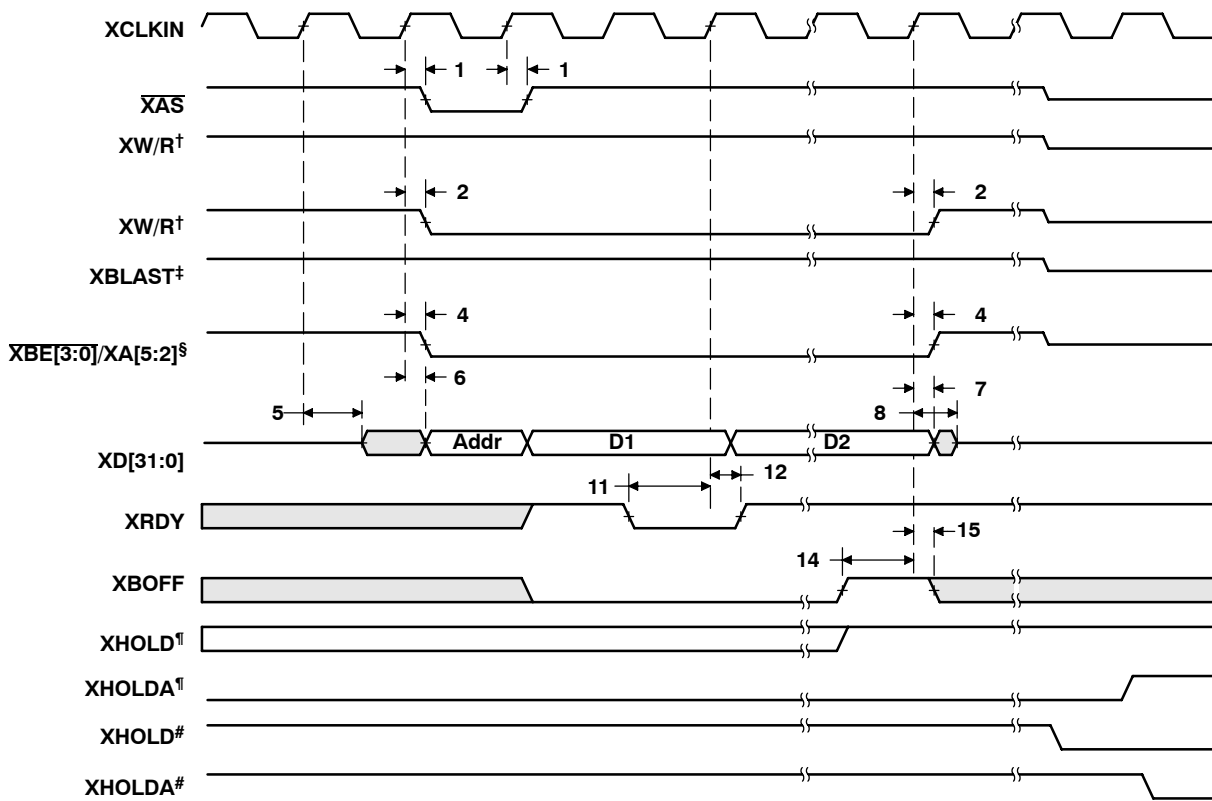 XCLKIN
1 1
XAS
XW/R†
2 2
XW/R†
XBLAST‡
4 4
XBE[3:0]/XA[5:2]§
6 7
5 8
Addr D1 D2
XD[31:0]
11 12
XRDY
15
14
XBOFF
XHOLD¶
XHOLDA¶
XHOLD#
XHOLDA#